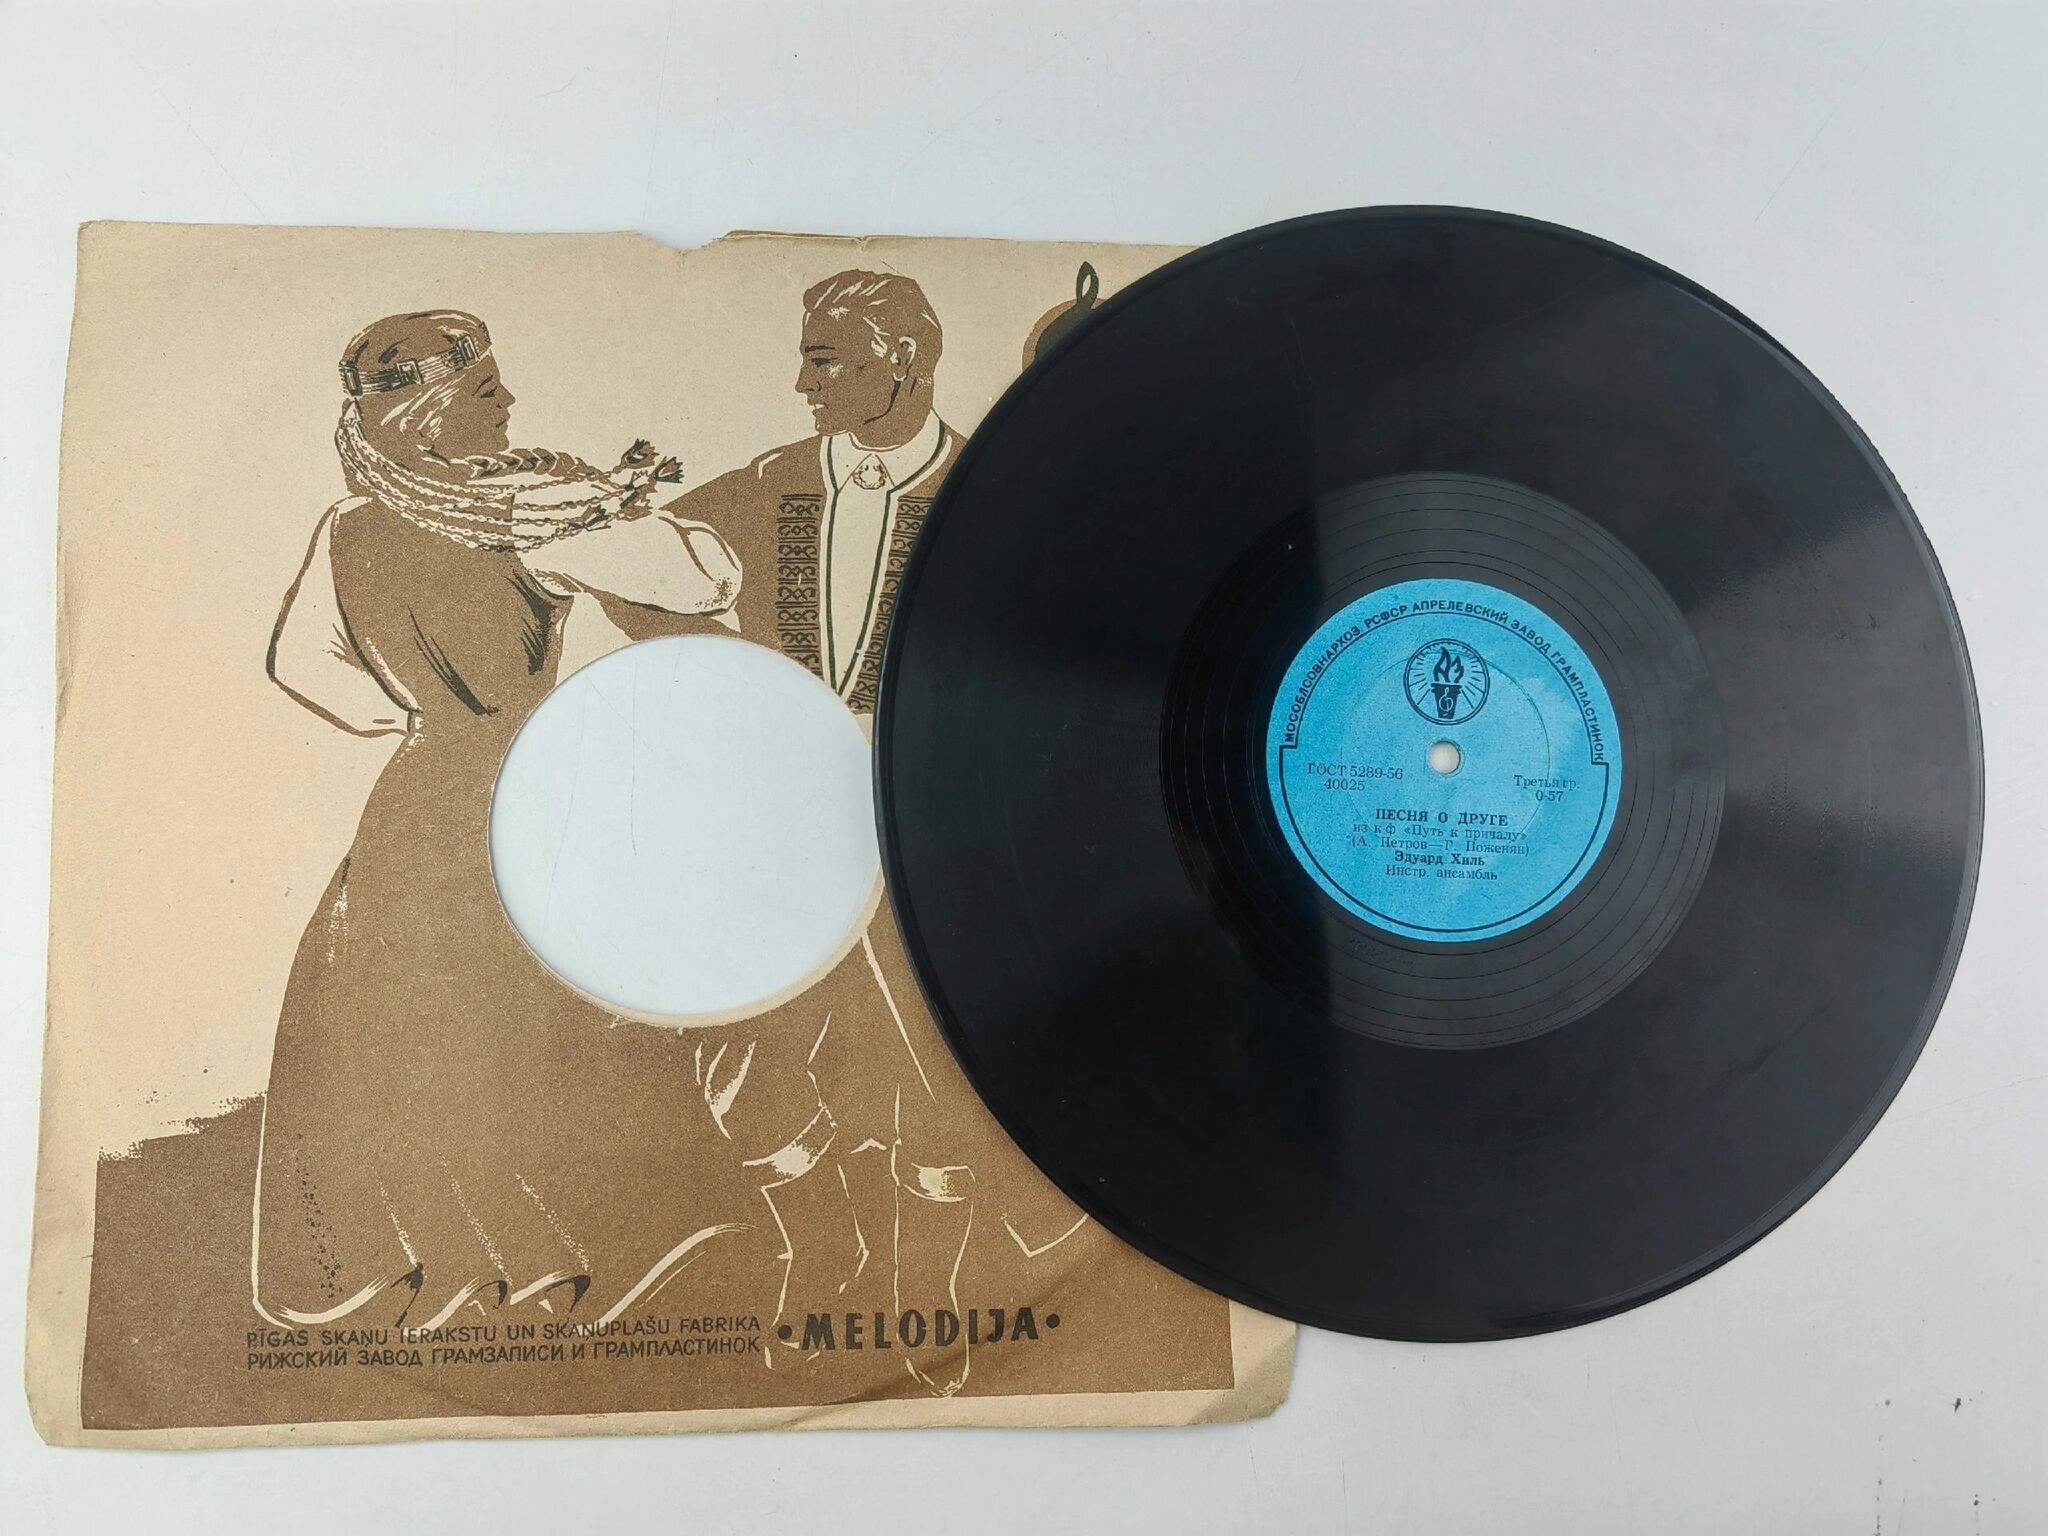 RĪGAS SKAŅU IERAKSTU UN SKAŅUPLAŠU FABRIKA
РИЖСКИЙ ЗАВОД ГРАМЗАПИСИ И ГРАМПЛАСТИНОК
•MELODIJA•
МОСОБЛСОВНАРХОЗ РСФСР АПРЕЛЕВСКИЙ ЗАВОД ГРАМПЛАСТИНОК
АЗ
ГОСТ 5289-56
40025
Третья гр.
0-57
ПЕСНЯ О ДРУГЕ
из к-ф «Путь к причалу»
(А. Петров—Г. Поженян)
Эдуард Хиль
Инстр. ансамбль